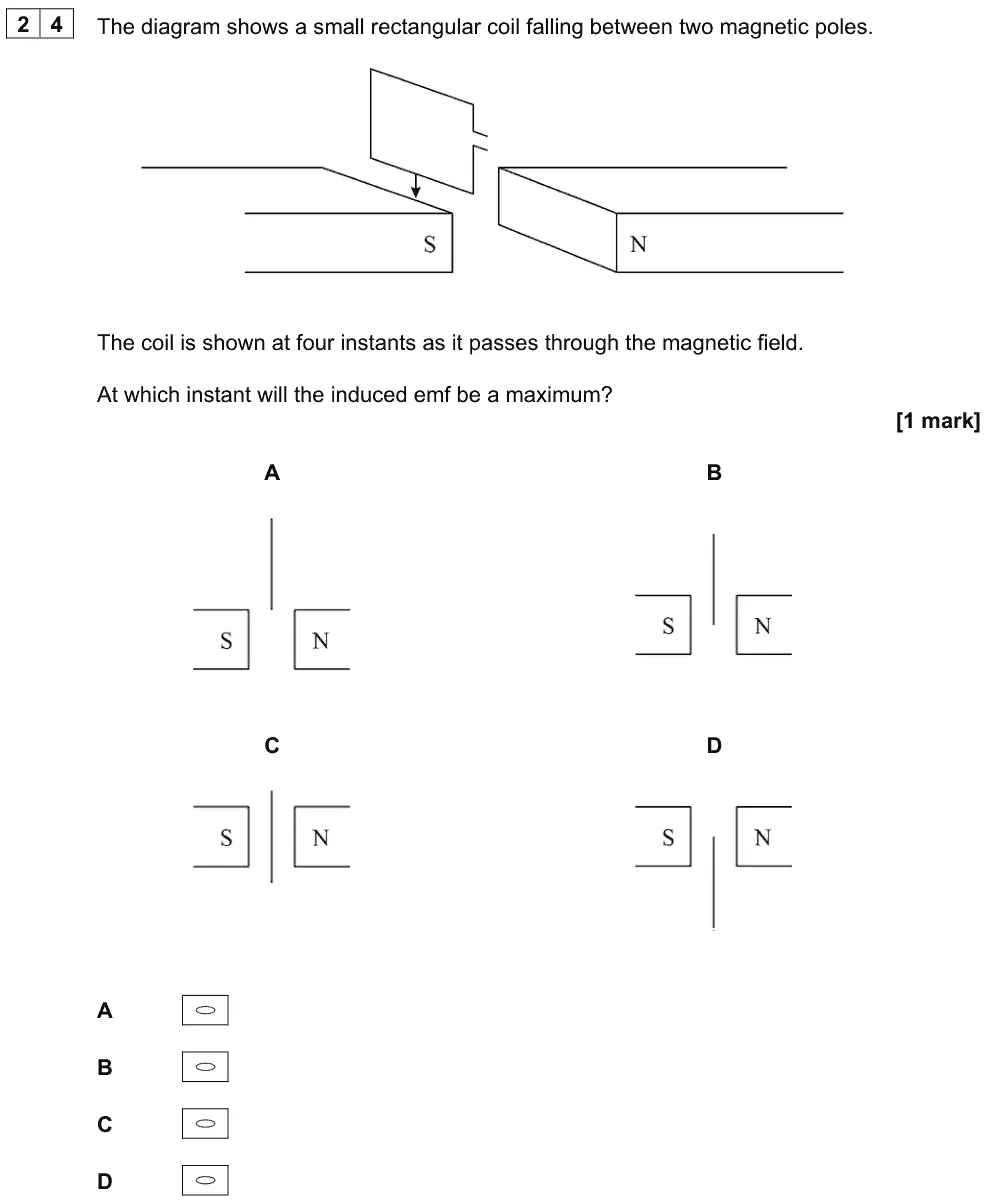 2 4 The diagram shows a small rectangular coil falling between two magnetic poles.
S N
The coil is shown at four instants as it passes through the magnetic field.
At which instant will the induced emf be a maximum?
[1 mark]
A B
S N S N
C D
S N S N
A
B
C
D